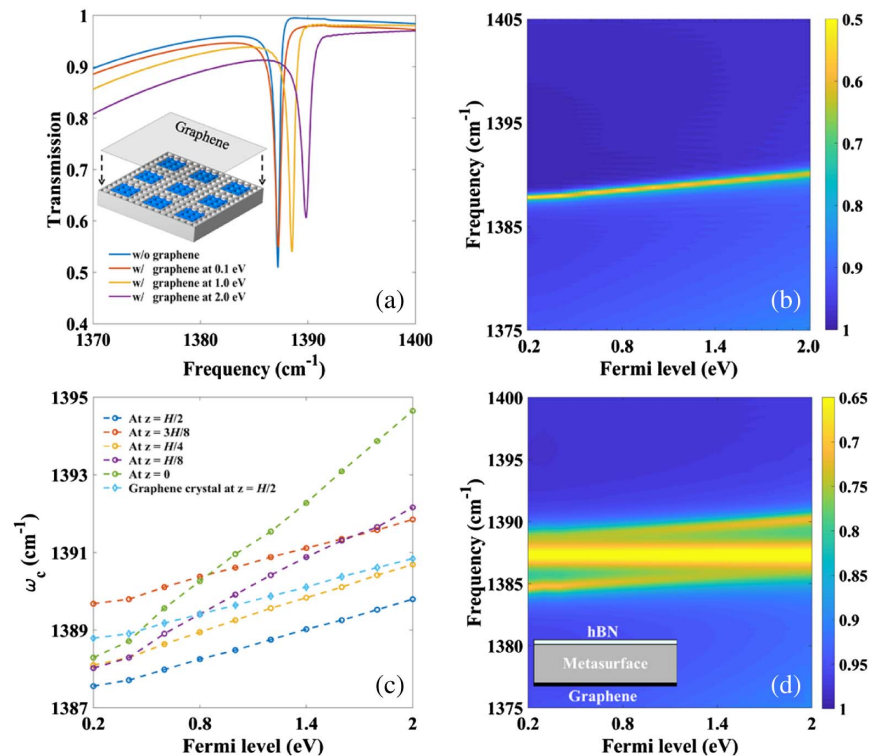 1
0.9
0.8
0.7
0.6
0.5
0.4
Transmission
Graphene
w/o graphene
w/ graphene at 0.1 eV
w/ graphene at 1.0 eV
w/ graphene at 2.0 eV
(a)
1370 1380 1390 1400
Frequency (cm⁻¹)
1405
1395
1385
1375
Frequency (cm⁻¹)
(b)
0.2 0.8 1.4 2.0
Fermi level (eV)
0.5
0.6
0.7
0.8
0.9
1
1395
1393
1391
1389
1388
1387
ω_c (cm⁻¹)
At z = H/2
At z = 3H/8
At z = H/4
At z = H/8
At z = 0
Graphene crystal at z = H/2
(c)
0.2 0.8 1.4 2
Fermi level (eV)
1400
1395
1390
1385
1380
1375
Frequency (cm⁻¹)
hBN
Metasurface
Graphene
(d)
0.2 0.8 1.4 2
Fermi level (eV)
0.65
0.7
0.75
0.8
0.85
0.9
0.95
1